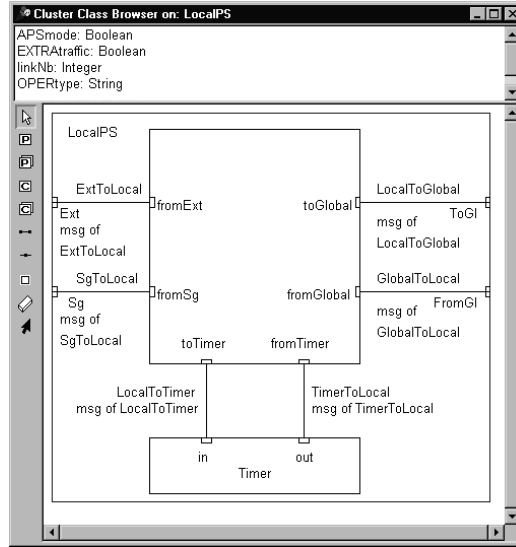 Cluster Class Browser on: LocalPS
APSmode: Boolean
EXTRAtraffic: Boolean
linkNb: Integer
OPERtype: String
P
P
C
C
LocalPS
ExtToLocal
Ext
msg of
ExtToLocal
fromExt
toGlobal
LocalToGlobal
ToGl
msg of
LocalToGlobal
SgToLocal
Sg
msg of
SgToLocal
fromSg
fromGlobal
GlobalToLocal
FromGl
msg of
GlobalToLocal
toTimer fromTimer
LocalToTimer
msg of LocalToTimer
TimerToLocal
msg of TimerToLocal
in out
Timer